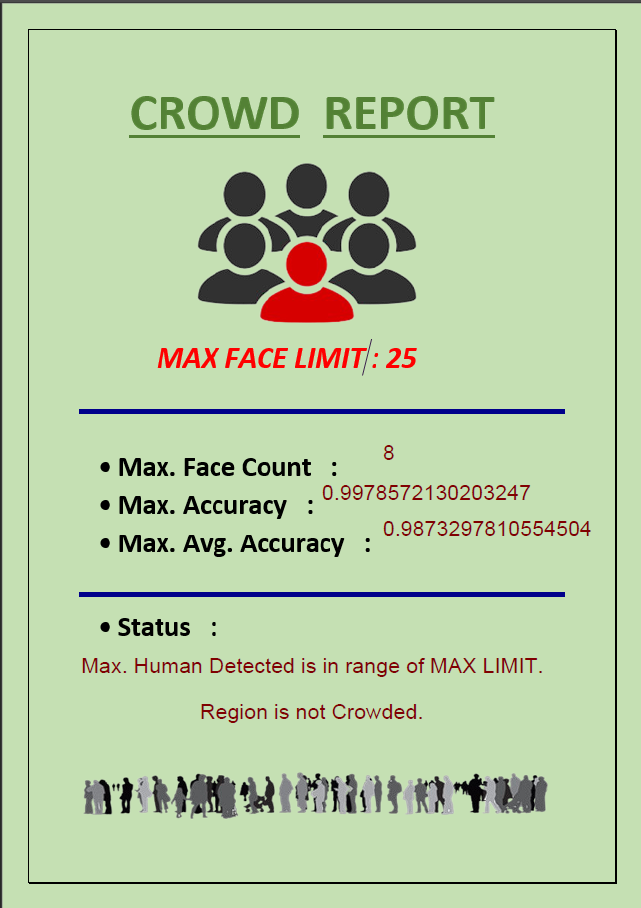 CROWD REPORT
MAX FACE LIMIT : 25
• Max. Face Count : 8
• Max. Accuracy : 0.9978572130203247
• Max. Avg. Accuracy : 0.9873297810554504
• Status :
Max. Human Detected is in range of MAX LIMIT.
Region is not Crowded.